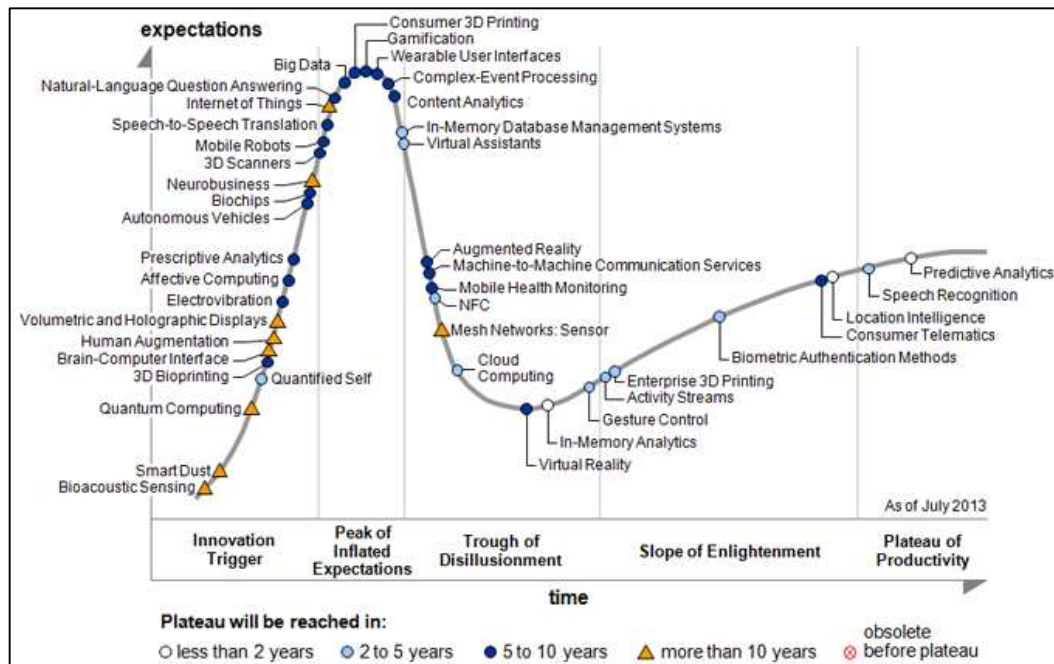 expectations
Consumer 3D Printing
Gamification
Wearable User Interfaces
Big Data
Complex-Event Processing
Natural-Language Question Answering
Internet of Things
Content Analytics
Speech-to-Speech Translation
In-Memory Database Management Systems
Mobile Robots
Virtual Assistants
3D Scanners
Neurobusiness
Biochips
Autonomous Vehicles
Augmented Reality
Prescriptive Analytics
Machine-to-Machine Communication Services
Predictive Analytics
Affective Computing
Mobile Health Monitoring
Speech Recognition
Electrovibration
NFC
Location Intelligence
Volumetric and Holographic Displays
Mesh Networks: Sensor
Consumer Telematics
Human Augmentation
Brain-Computer Interface
Biometric Authentication Methods
3D Bioprinting
Cloud
Computing
Quantified Self
Enterprise 3D Printing
Activity Streams
Quantum Computing
Gesture Control
In-Memory Analytics
Virtual Reality
Smart Dust
Bioacoustic Sensing
As of July 2013
Innovation
Trigger
Peak of
Inflated
Expectations
Trough of
Disillusionment
Slope of Enlightenment
Plateau of
Productivity
time
Plateau will be reached in:
less than 2 years
2 to 5 years
5 to 10 years
more than 10 years
obsolete
before plateau